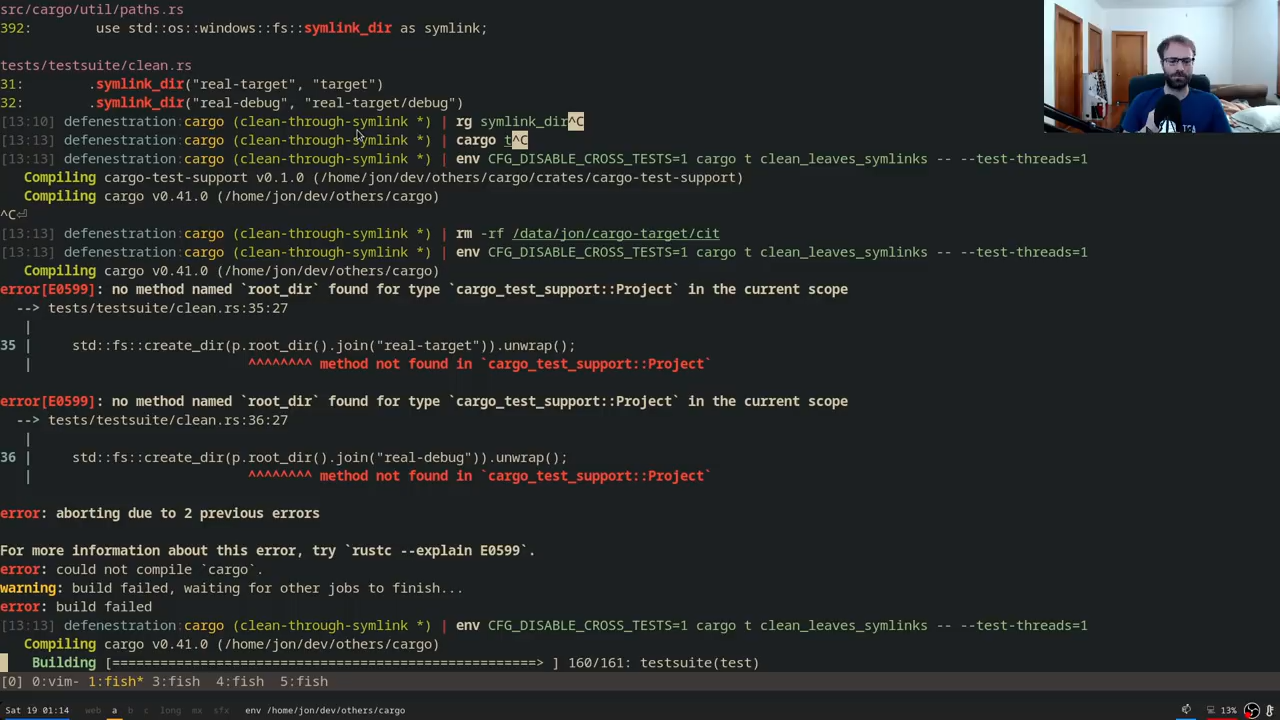 src/cargo/util/paths.rs
392:        use std::os::windows::fs::symlink_dir as symlink;
tests/testsuite/clean.rs
31:        .symlink_dir("real-target", "target")
32:        .symlink_dir("real-debug", "real-target/debug")
[13:10] defenestration:cargo (clean-through-symlink *) | rg symlink_dir^C
[13:13] defenestration:cargo (clean-through-symlink *) | cargo t^C
[13:13] defenestration:cargo (clean-through-symlink *) | env CFG_DISABLE_CROSS_TESTS=1 cargo t clean_leaves_symlinks -- --test-threads=1
   Compiling cargo-test-support v0.1.0 (/home/jon/dev/others/cargo/crates/cargo-test-support)
   Compiling cargo v0.41.0 (/home/jon/dev/others/cargo)
^C⏎
[13:13] defenestration:cargo (clean-through-symlink *) | rm -rf /data/jon/cargo-target/cit
[13:13] defenestration:cargo (clean-through-symlink *) | env CFG_DISABLE_CROSS_TESTS=1 cargo t clean_leaves_symlinks -- --test-threads=1
   Compiling cargo v0.41.0 (/home/jon/dev/others/cargo)
error[E0599]: no method named `root_dir` found for type `cargo_test_support::Project` in the current scope
  --> tests/testsuite/clean.rs:35:27
   |
35 |     std::fs::create_dir(p.root_dir().join("real-target")).unwrap();
   |                           ^^^^^^^^ method not found in `cargo_test_support::Project`
error[E0599]: no method named `root_dir` found for type `cargo_test_support::Project` in the current scope
  --> tests/testsuite/clean.rs:36:27
   |
36 |     std::fs::create_dir(p.root_dir().join("real-debug")).unwrap();
   |                           ^^^^^^^^ method not found in `cargo_test_support::Project`
error: aborting due to 2 previous errors
For more information about this error, try `rustc --explain E0599`.
error: could not compile `cargo`.
warning: build failed, waiting for other jobs to finish...
error: build failed
[13:13] defenestration:cargo (clean-through-symlink *) | env CFG_DISABLE_CROSS_TESTS=1 cargo t clean_leaves_symlinks -- --test-threads=1
   Compiling cargo v0.41.0 (/home/jon/dev/others/cargo)
    Building [=====================================================> ] 160/161: testsuite(test)
[0] 0:vim- 1:fish* 3:fish  4:fish  5:fish
Sat 19 01:14 web a b c long mx sfx env /home/jon/dev/others/cargo 13%